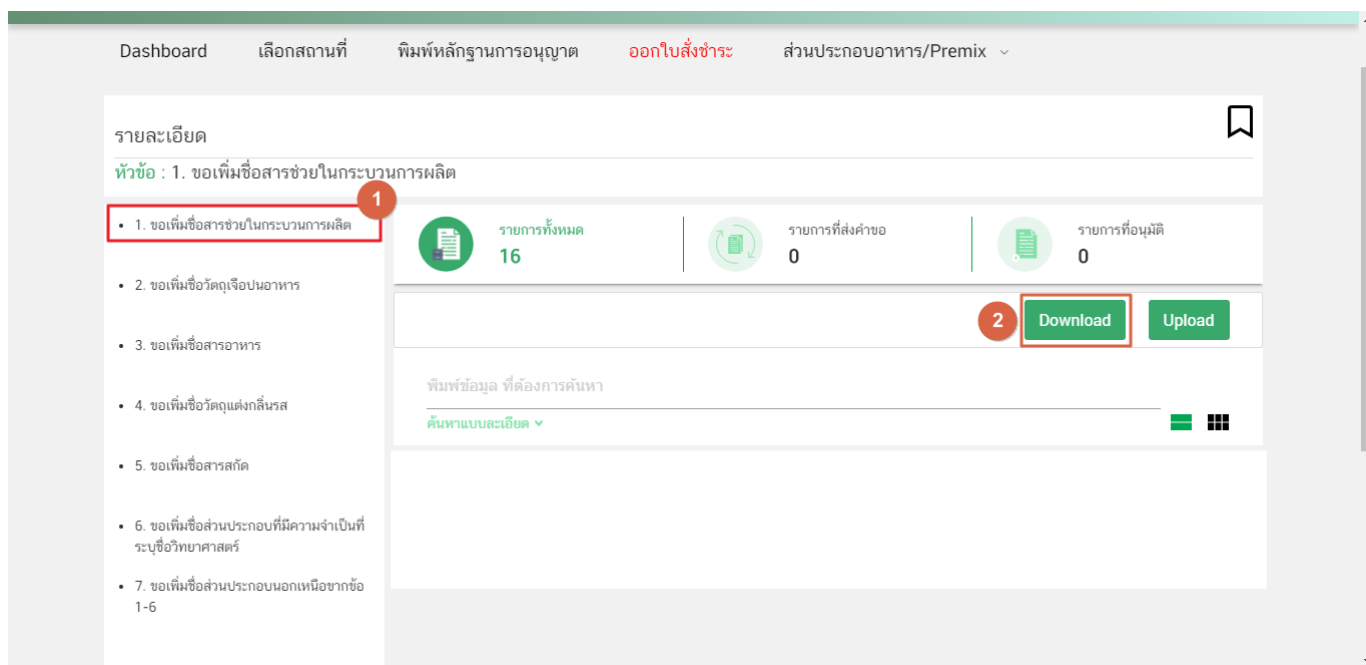 Dashboard เลือกสถานที่ พิมพ์หลักฐานการอนุญาต ออกใบสั่งชำระ ส่วนประกอบอาหาร/Premix
รายละเอียด
หัวข้อ : 1. ขอเพิ่มชื่อสารช่วยในกระบวนการผลิต
1
• 1. ขอเพิ่มชื่อสารช่วยในกระบวนการผลิต
• 2. ขอเพิ่มชื่อวัตถุเจือปนอาหาร
• 3. ขอเพิ่มชื่อสารอาหาร
• 4. ขอเพิ่มชื่อวัตถุแต่งกลิ่นรส
• 5. ขอเพิ่มชื่อสารสกัด
• 6. ขอเพิ่มชื่อส่วนประกอบที่มีความจำเป็นที่
ระบุชื่อวิทยาศาสตร์
• 7. ขอเพิ่มชื่อส่วนประกอบนอกเหนือจากข้อ
1-6
รายการทั้งหมด
16
รายการที่ส่งคำขอ
0
รายการที่อนุมัติ
0
2 Download Upload
พิมพ์ข้อมูล ที่ต้องการค้นหา
ค้นหาแบบละเอียด